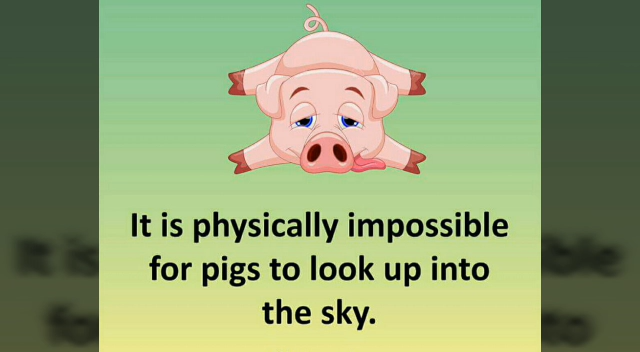 It is physically impossible
for pigs to look up into
the sky.